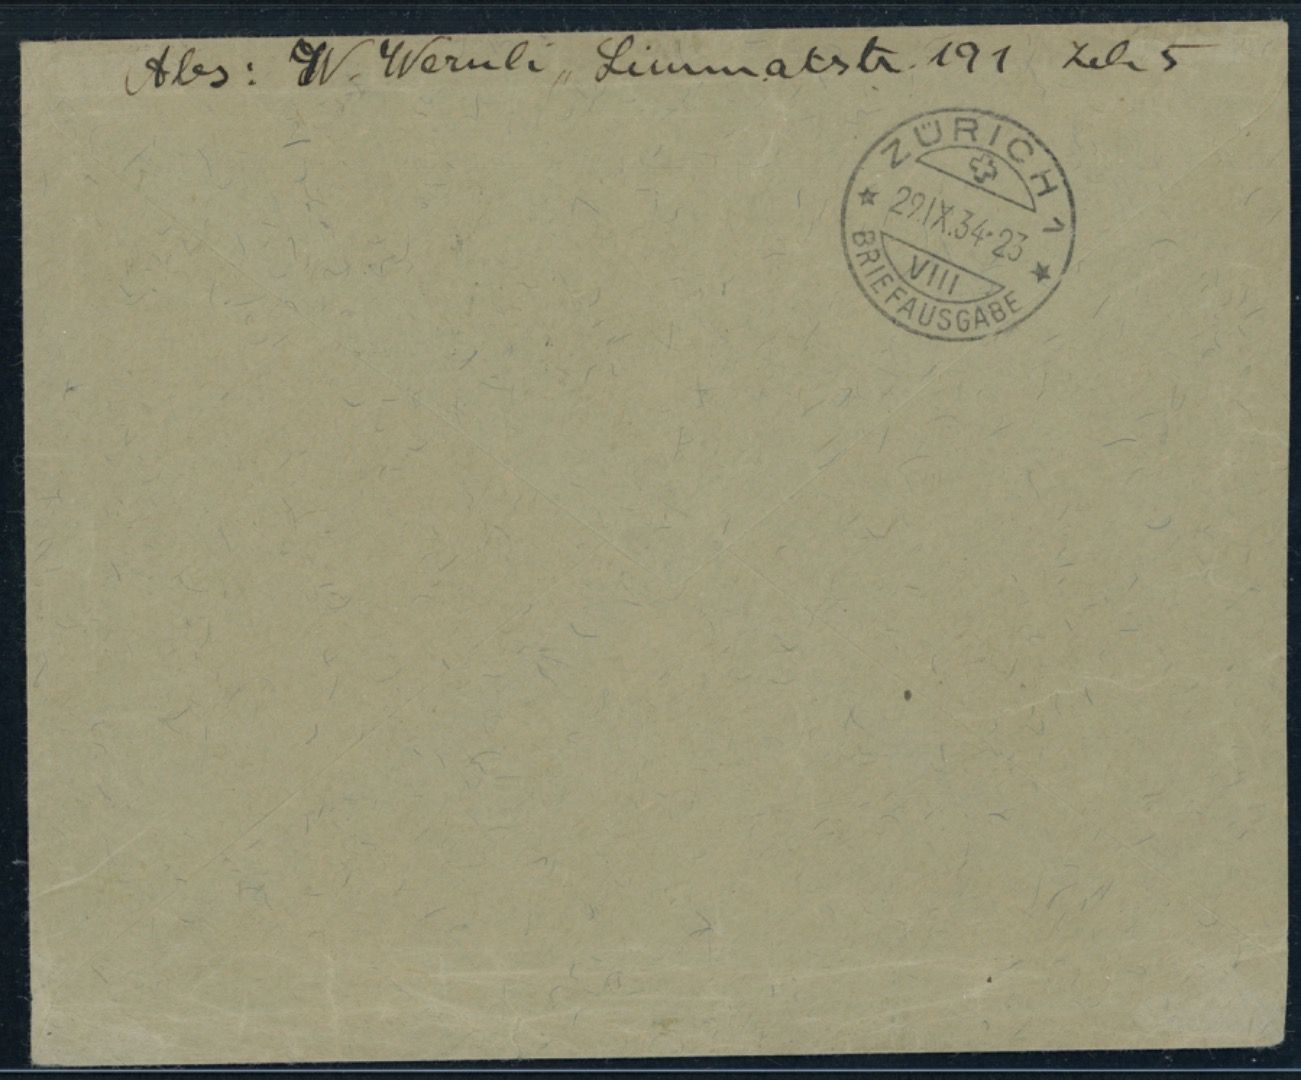 Abs: W. Wernli, Limmatstr. 191 Zch 5
ZÜRICH 1
29.IX.34-23
VIII
BRIEFAUSGABE